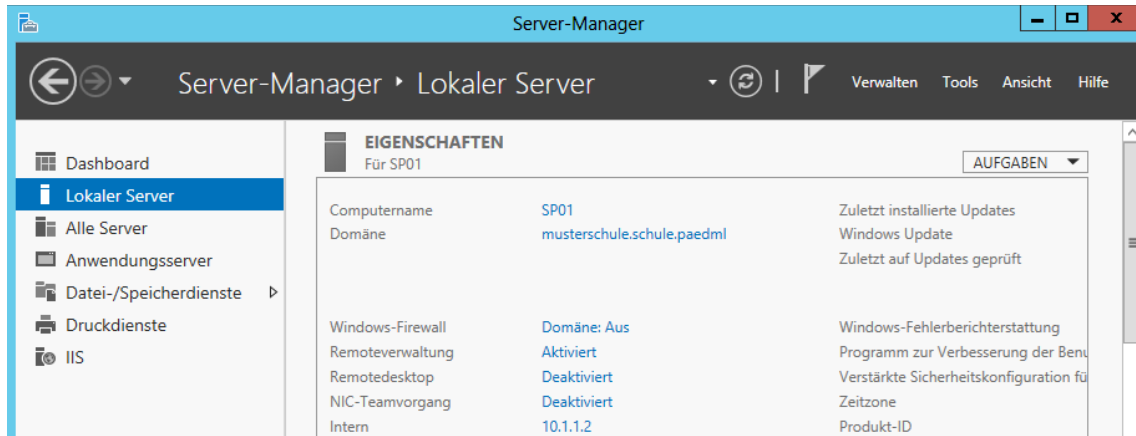 Server-Manager
Server-Manager ‣ Lokaler Server
Verwalten Tools Ansicht Hilfe
Dashboard
Lokaler Server
Alle Server
Anwendungsserver
Datei-/Speicherdienste
Druckdienste
IIS
EIGENSCHAFTEN
Für SP01
AUFGABEN
Computername SP01 Zuletzt installierte Updates
Domäne musterschule.schule.paedml Windows Update
Zuletzt auf Updates geprüft
Windows-Firewall Domäne: Aus Windows-Fehlerberichterstattung
Remoteverwaltung Aktiviert Programm zur Verbesserung der Benu
Remotedesktop Deaktiviert Verstärkte Sicherheitskonfiguration fü
NIC-Teamvorgang Deaktiviert Zeitzone
Intern 10.1.1.2 Produkt-ID